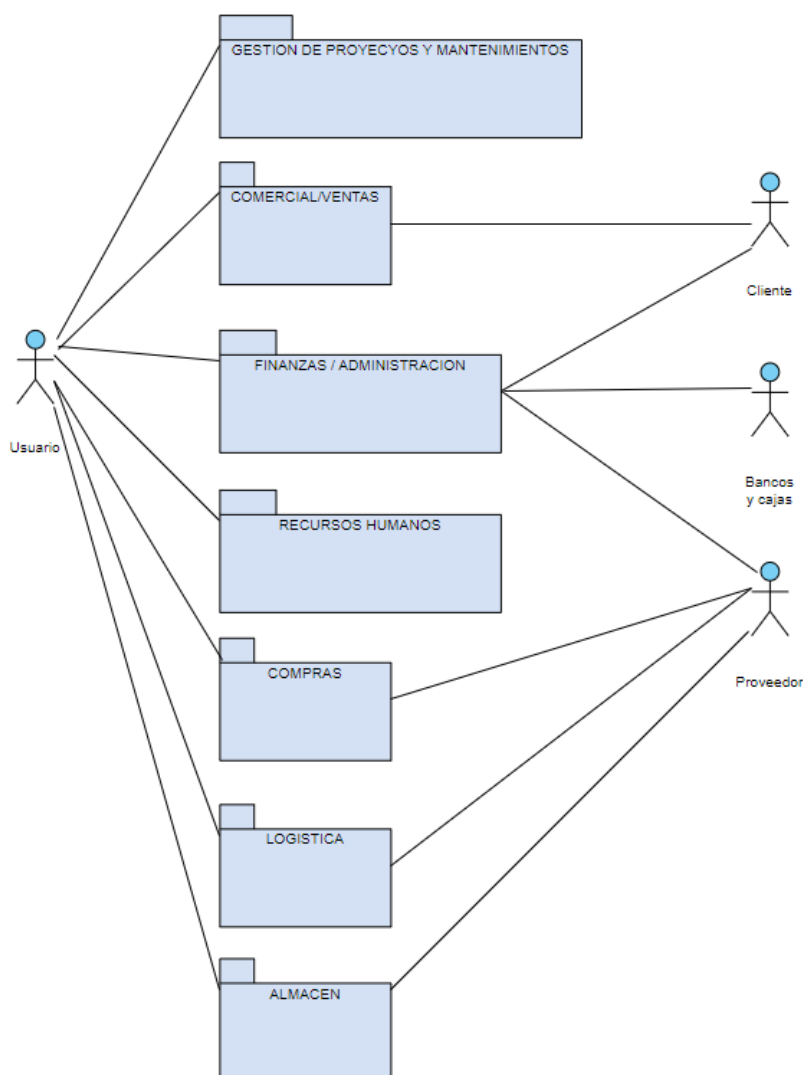 GESTION DE PROYECYOS Y MANTENIMIENTOS
COMERCIAL/VENTAS
Cliente
FINANZAS / ADMINISTRACION
Usuario
Bancos
y cajas
RECURSOS HUMANOS
COMPRAS
Proveedor
LOGISTICA
ALMACEN